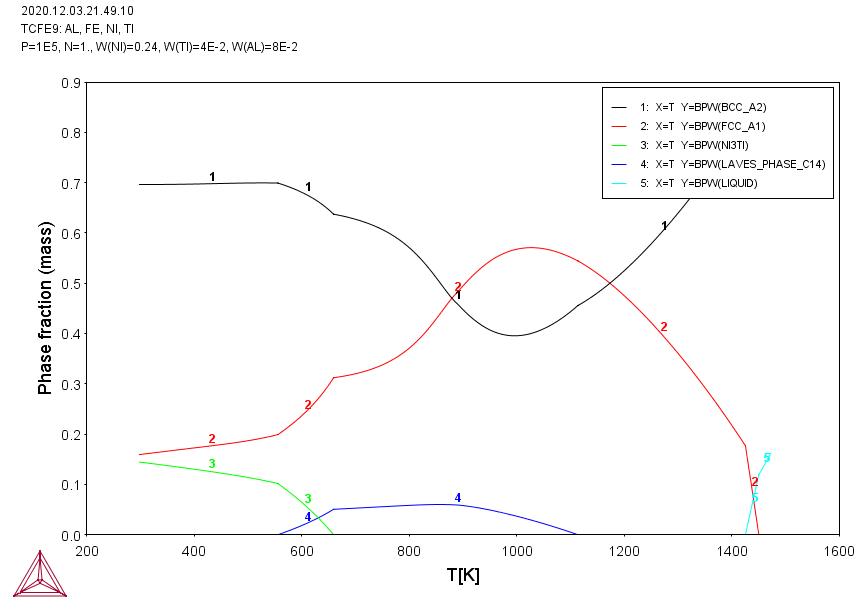 2020.12.03.21.49.10
TCFE9: AL, FE, NI, TI
P=1E5, N=1., W(NI)=0.24, W(TI)=4E-2, W(AL)=8E-2
0.9
0.8
0.7
0.6
0.5
0.4
0.3
0.2
0.1
0.0
Phase fraction (mass)
1: X=T Y=BPW(BCC_A2)
2: X=T Y=BPW(FCC_A1)
3: X=T Y=BPW(NI3TI)
4: X=T Y=BPW(LAVES_PHASE_C14)
5: X=T Y=BPW(LIQUID)
1
1
1
1
2
2
2
2
2
3
3
4
4
5
5
200 400 600 800 1000 1200 1400 1600
T[K]